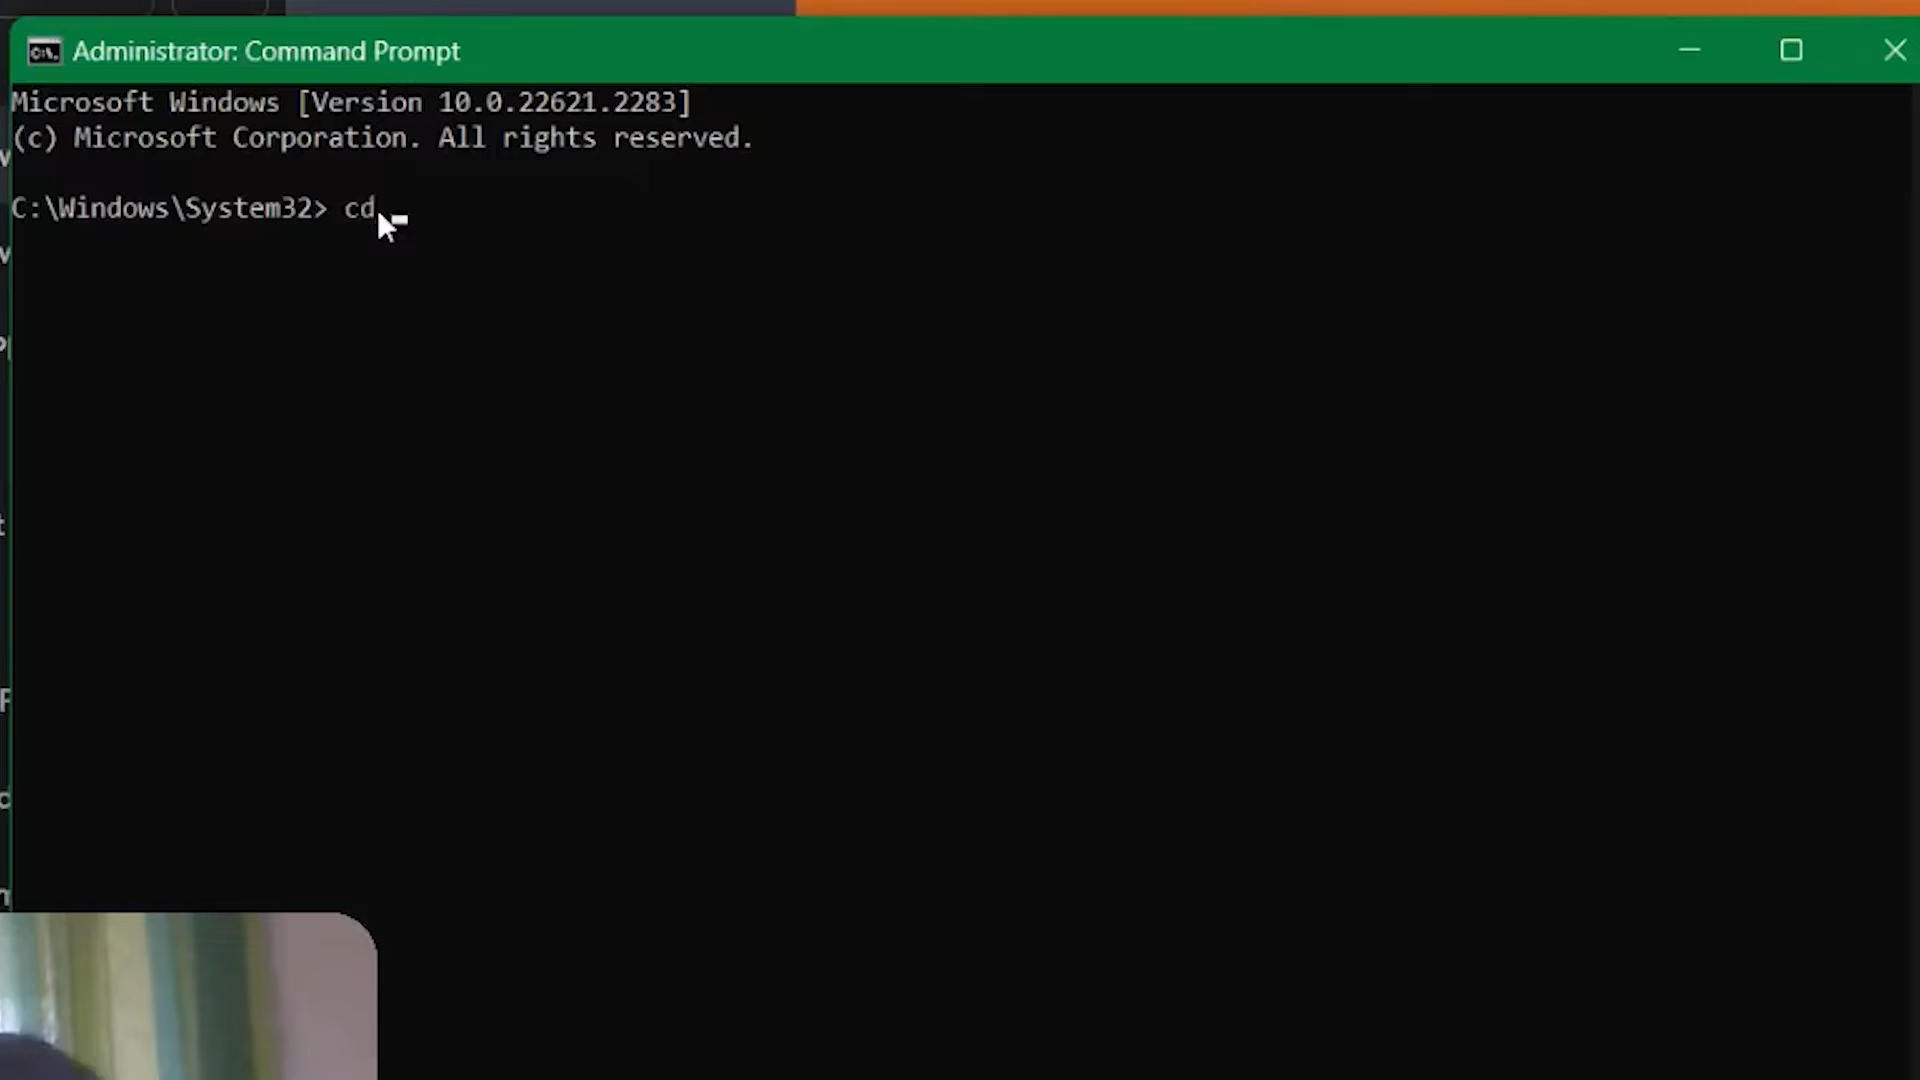 Administrator: Command Prompt
Microsoft Windows [Version 10.0.22621.2283]
(c) Microsoft Corporation. All rights reserved.
C:\Windows\System32> cd